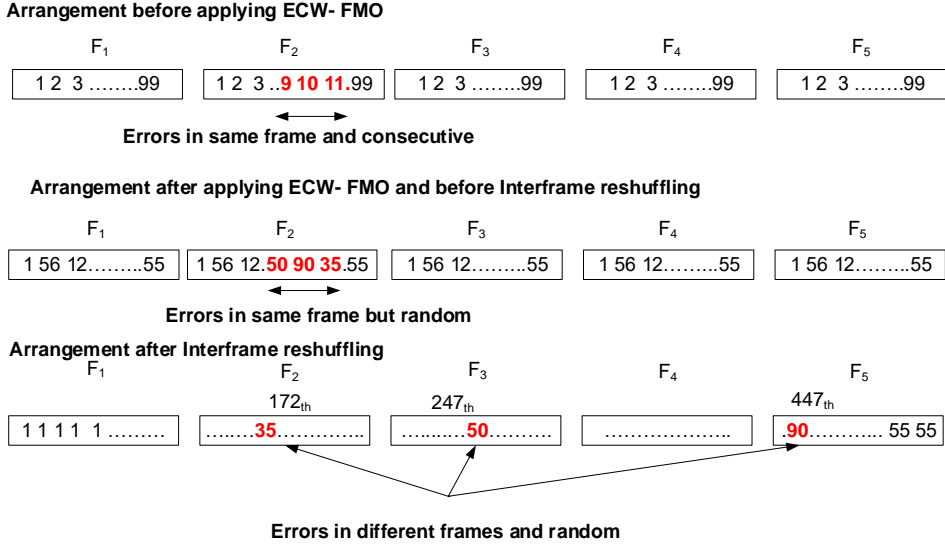 Arrangement before applying ECW- FMO
F1 F2 F3 F4 F5
1 2 3 ........99 1 2 3 ..9 10 11.99 1 2 3 ........99 1 2 3 ........99 1 2 3 ........99
Errors in same frame and consecutive
Arrangement after applying ECW- FMO and before Interframe reshuffling
F1 F2 F3 F4 F5
1 56 12.........55 1 56 12.50 90 35.55 1 56 12.........55 1 56 12.........55 1 56 12.........55
Errors in same frame but random
Arrangement after Interframe reshuffling
F1 F2 F3 F4 F5
172th 247th 447th
1 1 1 1 1 ......... ..........35.............. ............50.......... .................... .90............ 55 55
Errors in different frames and random